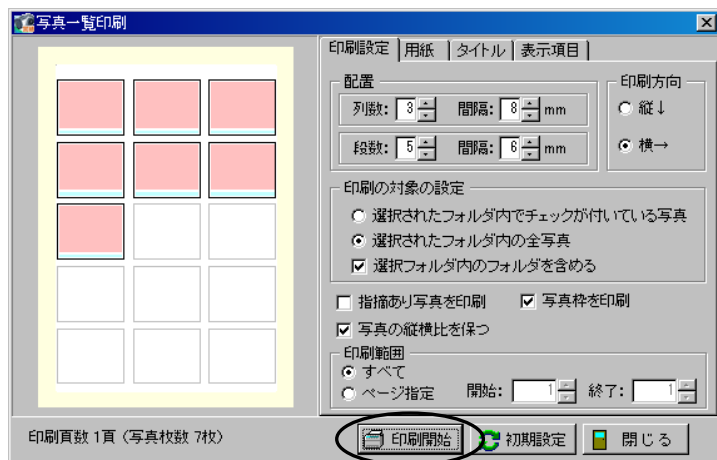 写真一覧印刷
印刷設定 用紙 タイトル 表示項目
配置
列数: 3 間隔: 8 mm
段数: 5 間隔: 6 mm
印刷方向
縦↓
横→
印刷の対象の設定
選択されたフォルダ内でチェックが付いている写真
選択されたフォルダ内の全写真
選択フォルダ内のフォルダを含める
指摘あり写真を印刷 写真枠を印刷
写真の縦横比を保つ
印刷範囲
すべて
ページ指定 開始: 1 終了: 1
印刷頁数 1頁 (写真枚数 7枚) 印刷開始 初期設定 閉じる